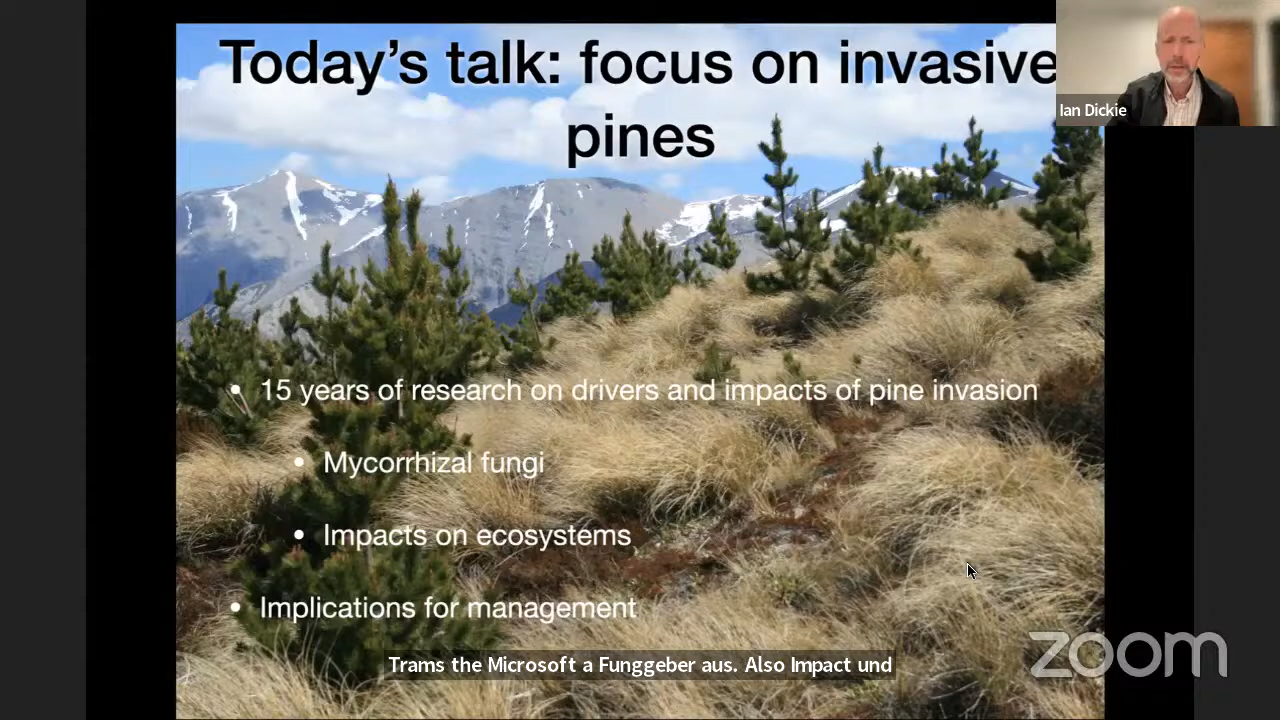 Today's talk: focus on invasive
pines
Ian Dickie
• 15 years of research on drivers and impacts of pine invasion
• Mycorrhizal fungi
• Impacts on ecosystems
• Implications for management
Trams the Microsoft a Funggeber aus. Also Impact und
zoom